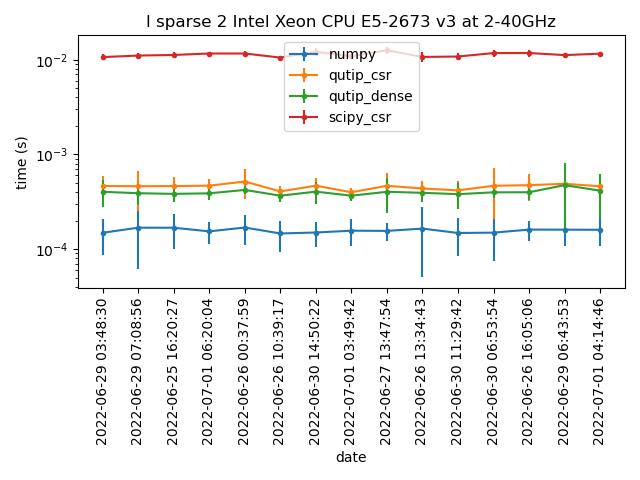 I sparse 2 Intel Xeon CPU E5-2673 v3 at 2-40GHz
numpy
qutip_csr
qutip_dense
scipy_csr
time (s)
10⁻²
10⁻³
10⁻⁴
2022-06-29 03:48:30
2022-06-29 07:08:56
2022-06-25 16:20:27
2022-07-01 06:20:04
2022-06-26 00:37:59
2022-06-26 10:39:17
2022-06-30 14:50:22
2022-07-01 03:49:42
2022-06-27 13:47:54
2022-06-26 13:34:43
2022-06-30 11:29:42
2022-06-30 06:53:54
2022-06-26 16:05:06
2022-06-29 06:43:53
2022-07-01 04:14:46
date